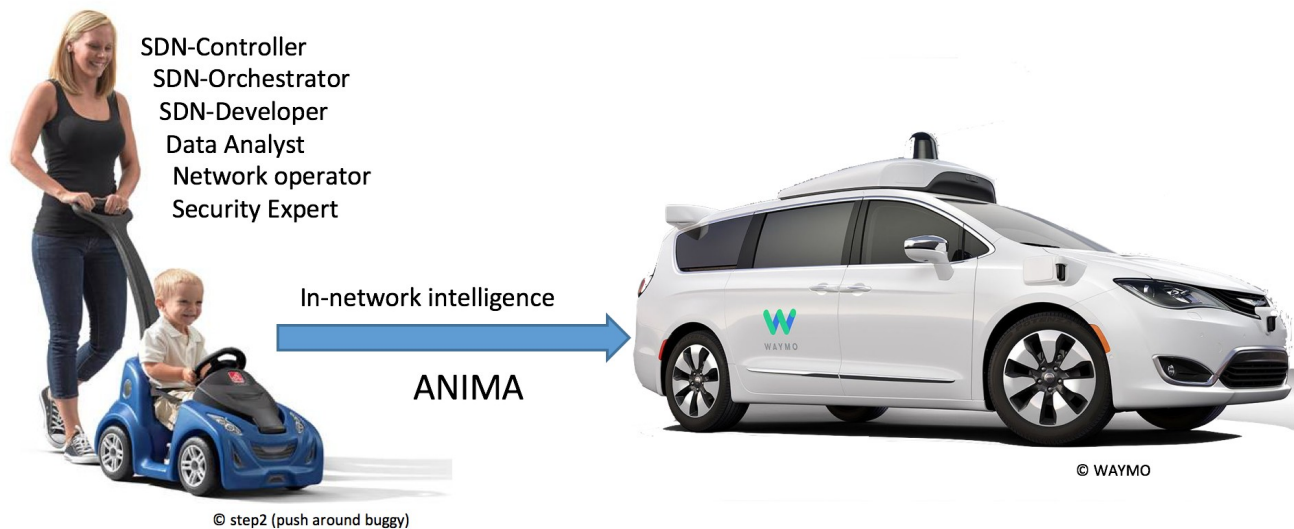 SDN-Controller
SDN-Orchestrator
SDN-Developer
Data Analyst
Network operator
Security Expert
In-network intelligence
ANIMA
WAYMO
© WAYMO
© step2 (push around buggy)